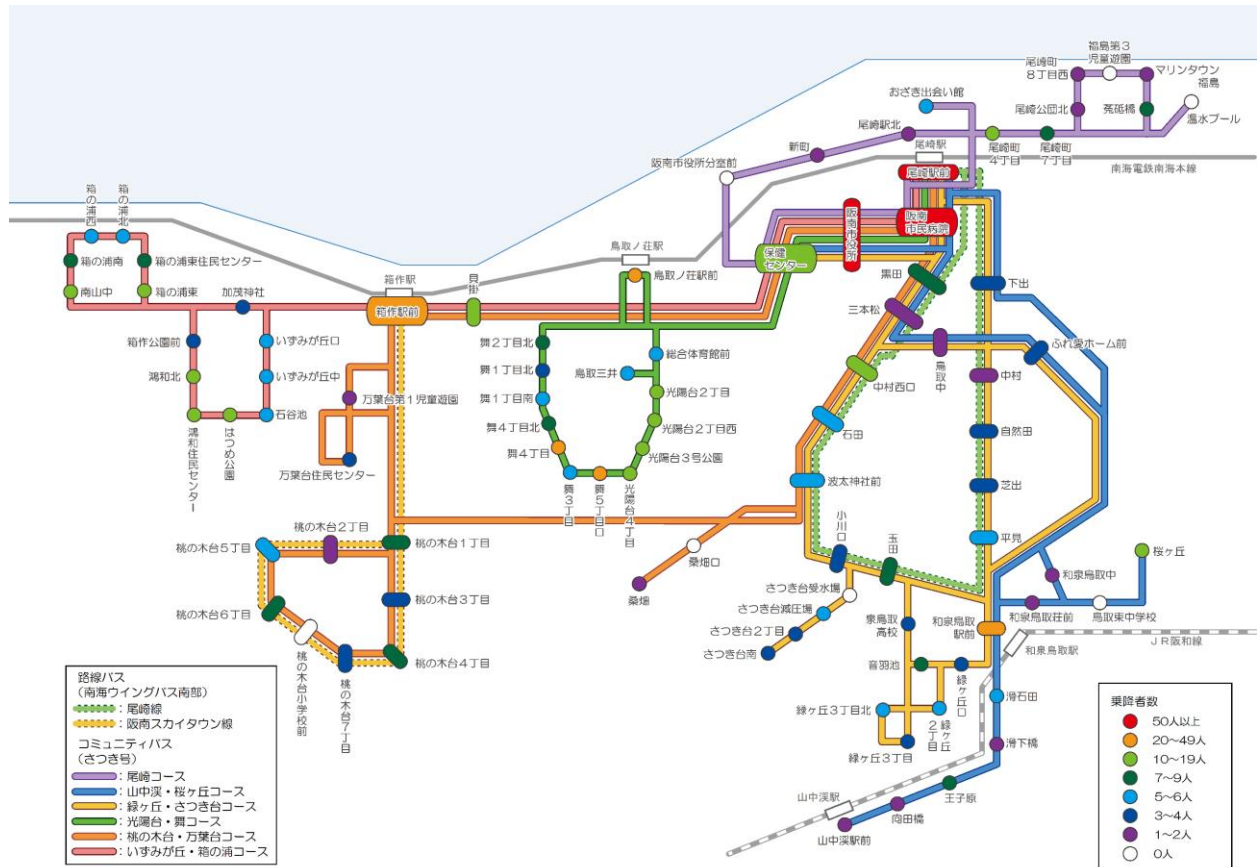 福島第3
児童遊園
尾崎町
8丁目西
マリンタウン
福島
おざき出会い館
尾崎公団北
蒐砥橋
温水プール
尾崎駅北
新町
尾崎駅
尾崎町
4丁目
尾崎町
7丁目
阪南市役所分室前
南海電鉄南海本線
尾崎駅前
阪南
市民病院
阪南市役所
保健
センター
鳥取ノ荘駅
鳥取ノ荘駅前
箱の浦西
箱の浦北
箱の浦南
箱の浦東住民センター
南山中
箱の浦東
加茂神社
箱作駅
箱作駅前
貝掛
黒田
三本松
下出
ふれ愛ホーム前
鳥取中
中村
中村西口
箱作公園前
いずみが丘口
鴻和北
いずみが丘中
石谷池
鴻和住民センター
はつめ公園
万葉台第1児童遊園
万葉台住民センター
舞2丁目北
舞1丁目北
舞1丁目南
舞4丁目北
舞4丁目
舞3丁目
舞5丁目口
光陽台4丁目
総合体育館前
鳥取三井
光陽台2丁目
光陽台2丁目西
光陽台3号公園
石田
自然田
波太神社前
芝出
小川口
玉田
平見
桃の木台2丁目
桃の木台5丁目
桃の木台1丁目
桃の木台3丁目
桃の木台6丁目
桃の木台小学校前
桃の木台7丁目
桃の木台4丁目
桑畑口
桑畑
さつき台受水場
さつき台減圧場
さつき台2丁目
さつき台南
泉鳥取
高校
和泉鳥取
駅前
和泉鳥取中
桜ヶ丘
和泉鳥取荘前
鳥取東中学校
和泉鳥取駅
JR阪和線
音羽池
緑ヶ丘口
緑ヶ丘3丁目北
緑ヶ丘
2丁目
緑ヶ丘3丁目
滑石田
滑下橋
王子原
向田橋
山中渓駅
山中渓駅前
路線バス
(南海ウイングバス南部)
:尾崎線
:阪南スカイタウン線
コミュニティバス
(さつき号)
:尾崎コース
:山中渓・桜ヶ丘コース
:緑ヶ丘・さつき台コース
:光陽台・舞コース
:桃の木台・万葉台コース
:いずみが丘・箱の浦コース
乗降者数
50人以上
20~49人
10~19人
7~9人
5~6人
3~4人
1~2人
0人